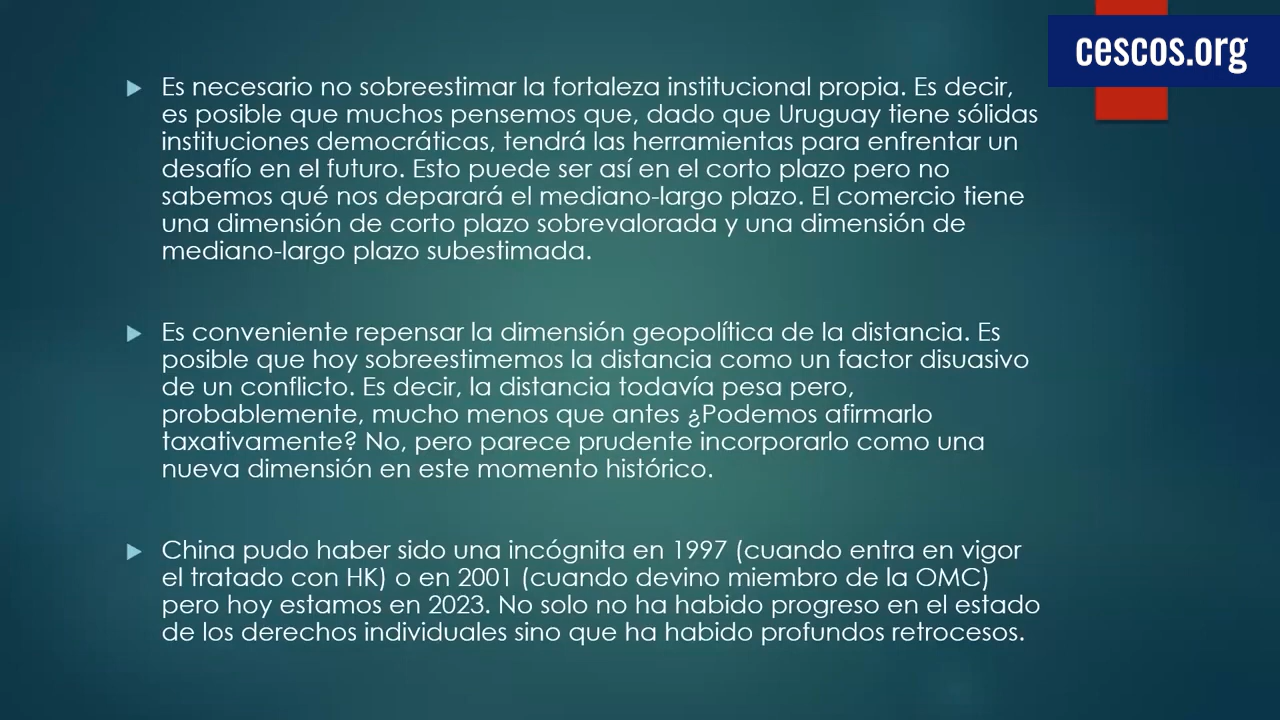 cescos.org
Es necesario no sobreestimar la fortaleza institucional propia. Es decir,
es posible que muchos pensemos que, dado que Uruguay tiene sólidas
instituciones democráticas, tendrá las herramientas para enfrentar un
desafío en el futuro. Esto puede ser así en el corto plazo pero no
sabemos qué nos deparará el mediano-largo plazo. El comercio tiene
una dimensión de corto plazo sobrevalorada y una dimensión de
mediano-largo plazo subestimada.
Es conveniente repensar la dimensión geopolítica de la distancia. Es
posible que hoy sobreestimemos la distancia como un factor disuasivo
de un conflicto. Es decir, la distancia todavía pesa pero,
probablemente, mucho menos que antes ¿Podemos afirmarlo
taxativamente? No, pero parece prudente incorporarlo como una
nueva dimensión en este momento histórico.
China pudo haber sido una incógnita en 1997 (cuando entra en vigor
el tratado con HK) o en 2001 (cuando devino miembro de la OMC)
pero hoy estamos en 2023. No solo no ha habido progreso en el estado
de los derechos individuales sino que ha habido profundos retrocesos.